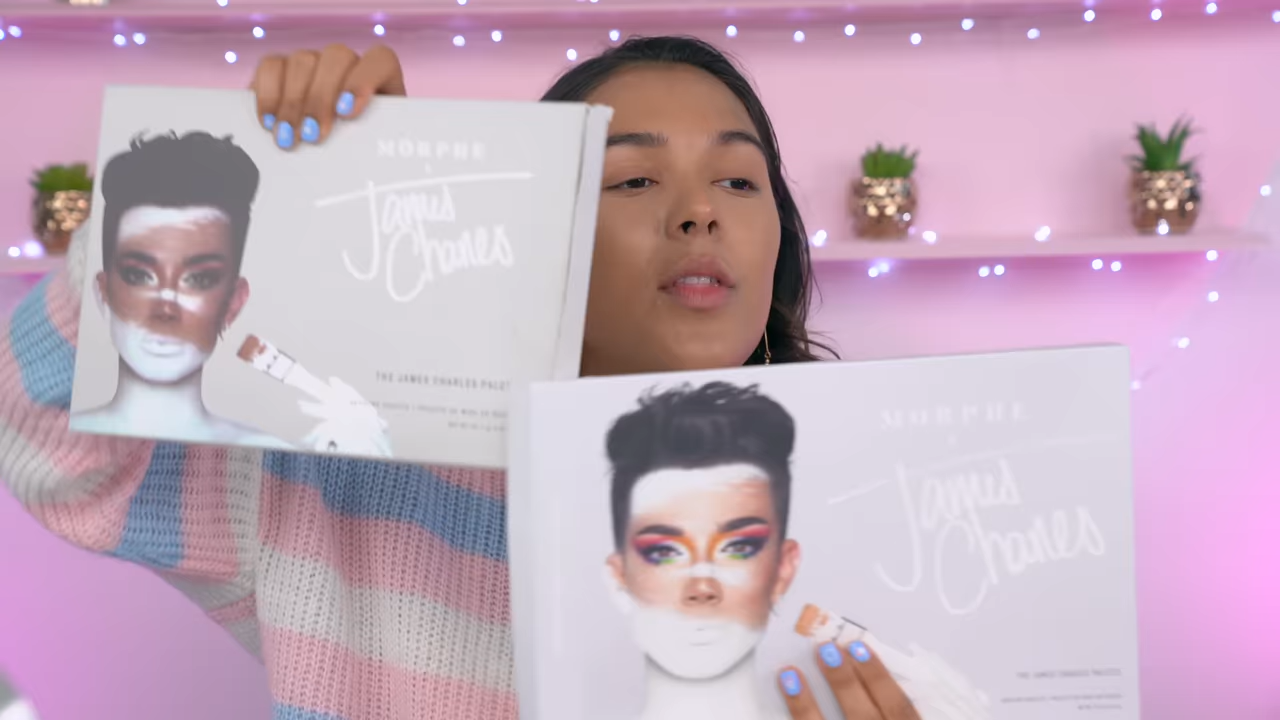 MORPHE
James
Charles
THE JAMES CHARLES PALETTE
MORPHE
James
Charles
THE JAMES CHARLES PALETTE